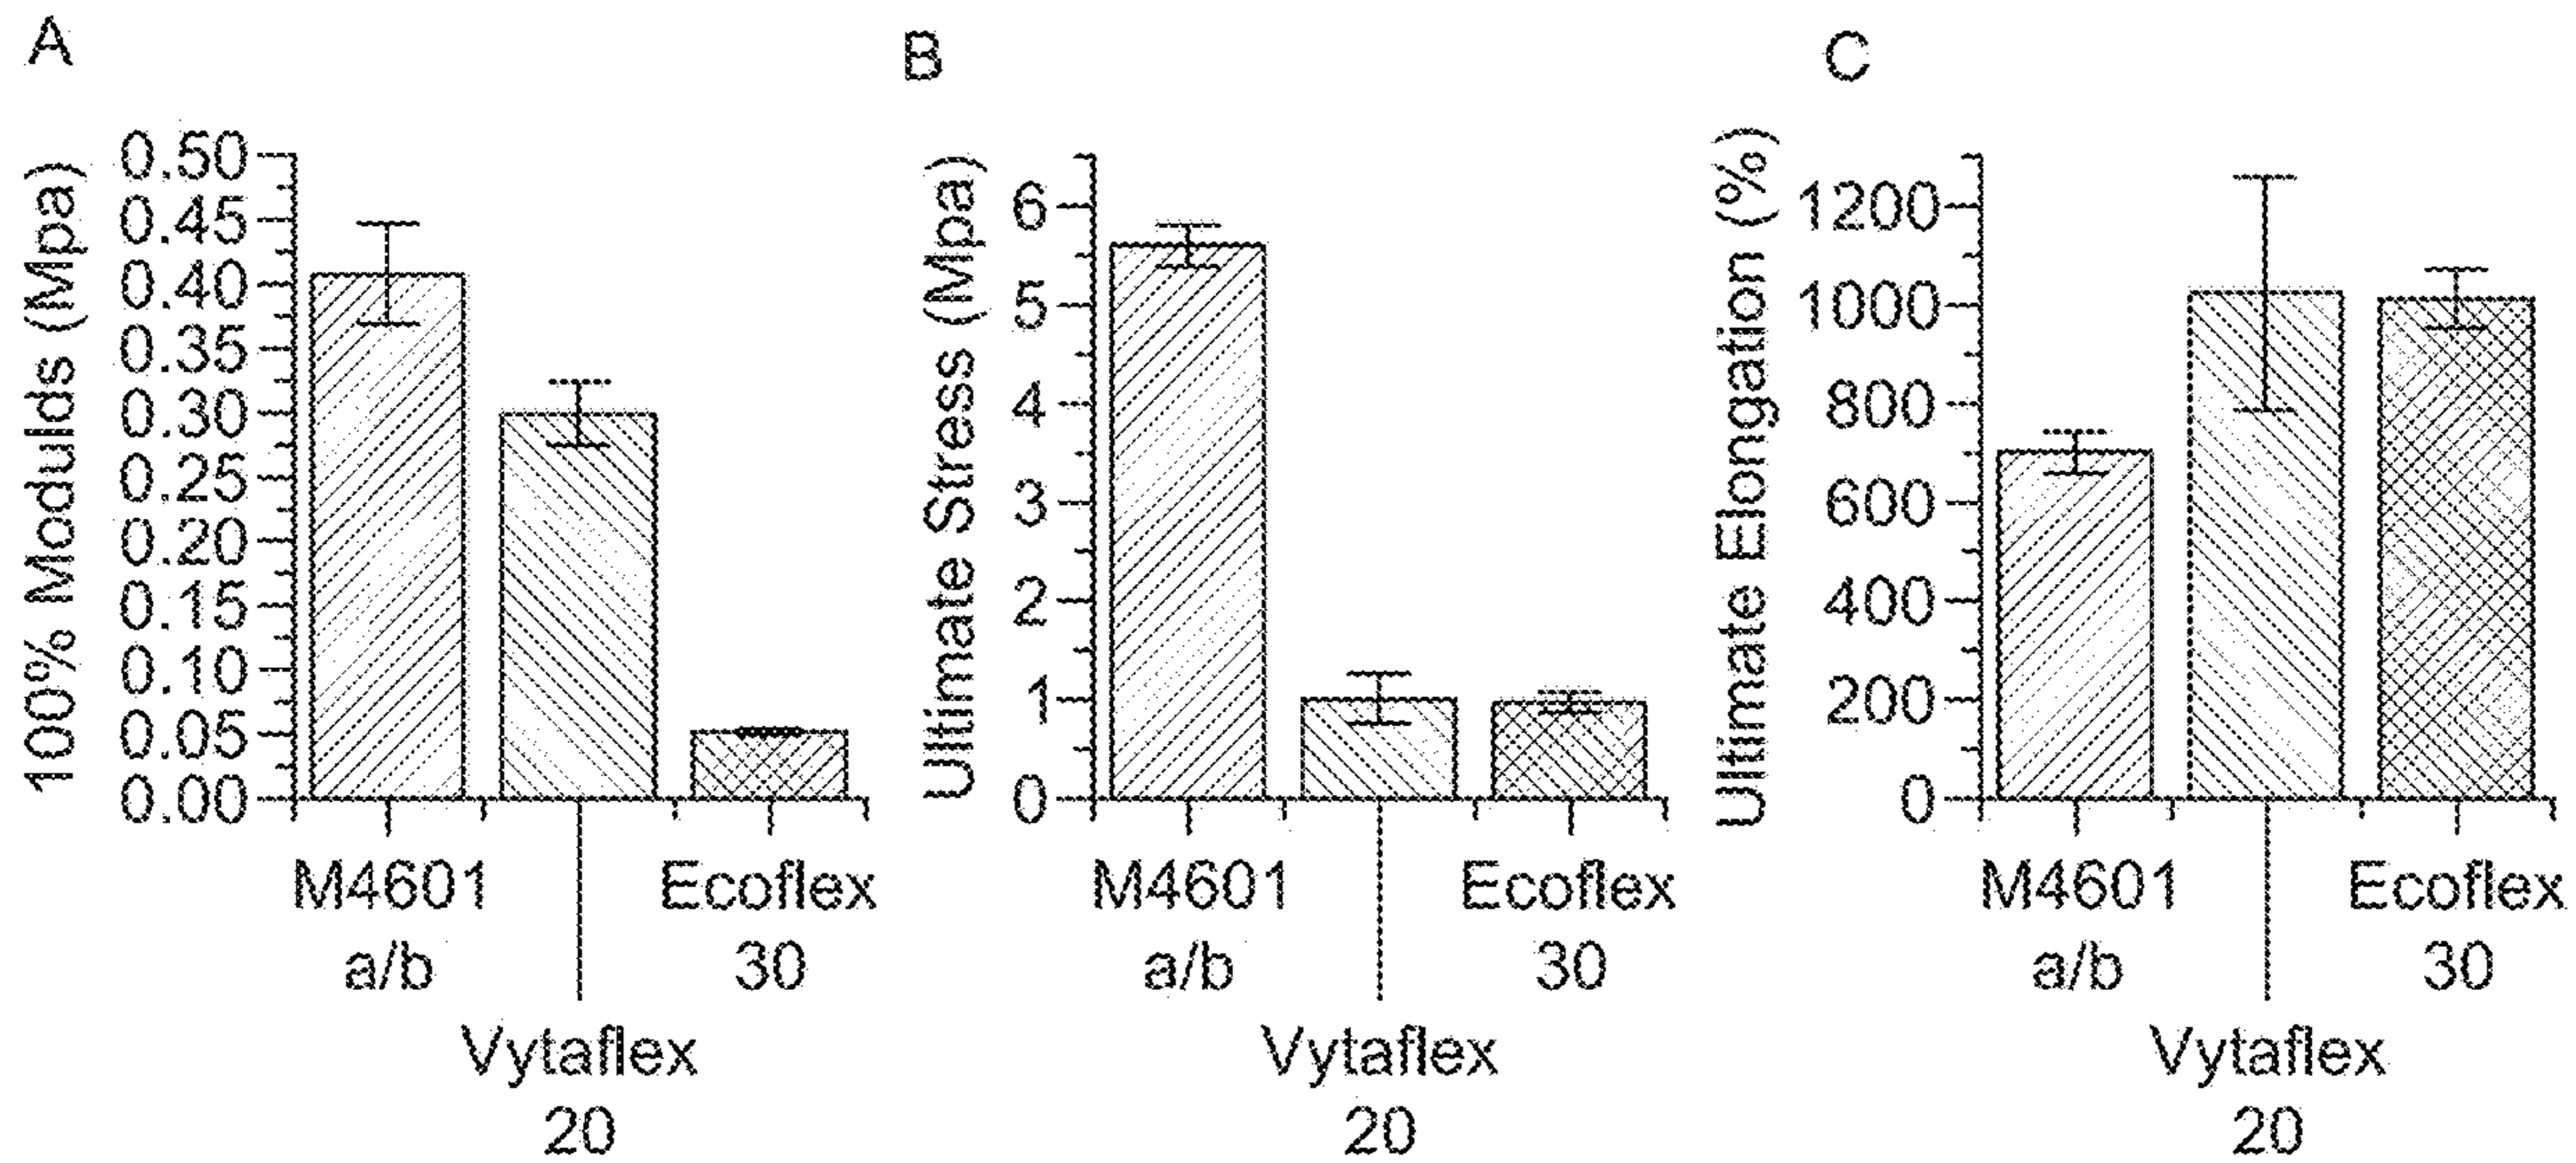 A
100% Modulds (Mpa)
0.50
0.45
0.40
0.35
0.30
0.25
0.20
0.15
0.10
0.05
0.00
M4601
a/b
Vytaflex
20
Ecoflex
30
B
Ultimate Stress (Mpa)
6
5
4
3
2
1
0
M4601
a/b
Vytaflex
20
Ecoflex
30
C
Ultimate Elongation (%)
1200
1000
800
600
400
200
0
M4601
a/b
Vytaflex
20
Ecoflex
30